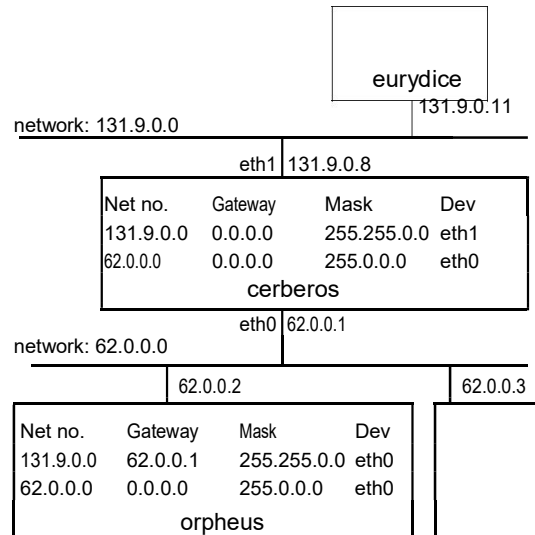 eurydice
131.9.0.11
network: 131.9.0.0
eth1 131.9.0.8
Net no. Gateway Mask Dev
131.9.0.0 0.0.0.0 255.255.0.0 eth1
62.0.0.0 0.0.0.0 255.0.0.0 eth0
cerberos
eth0 62.0.0.1
network: 62.0.0.0
62.0.0.2 62.0.0.3
Net no. Gateway Mask Dev
131.9.0.0 62.0.0.1 255.255.0.0 eth0
62.0.0.0 0.0.0.0 255.0.0.0 eth0
orpheus